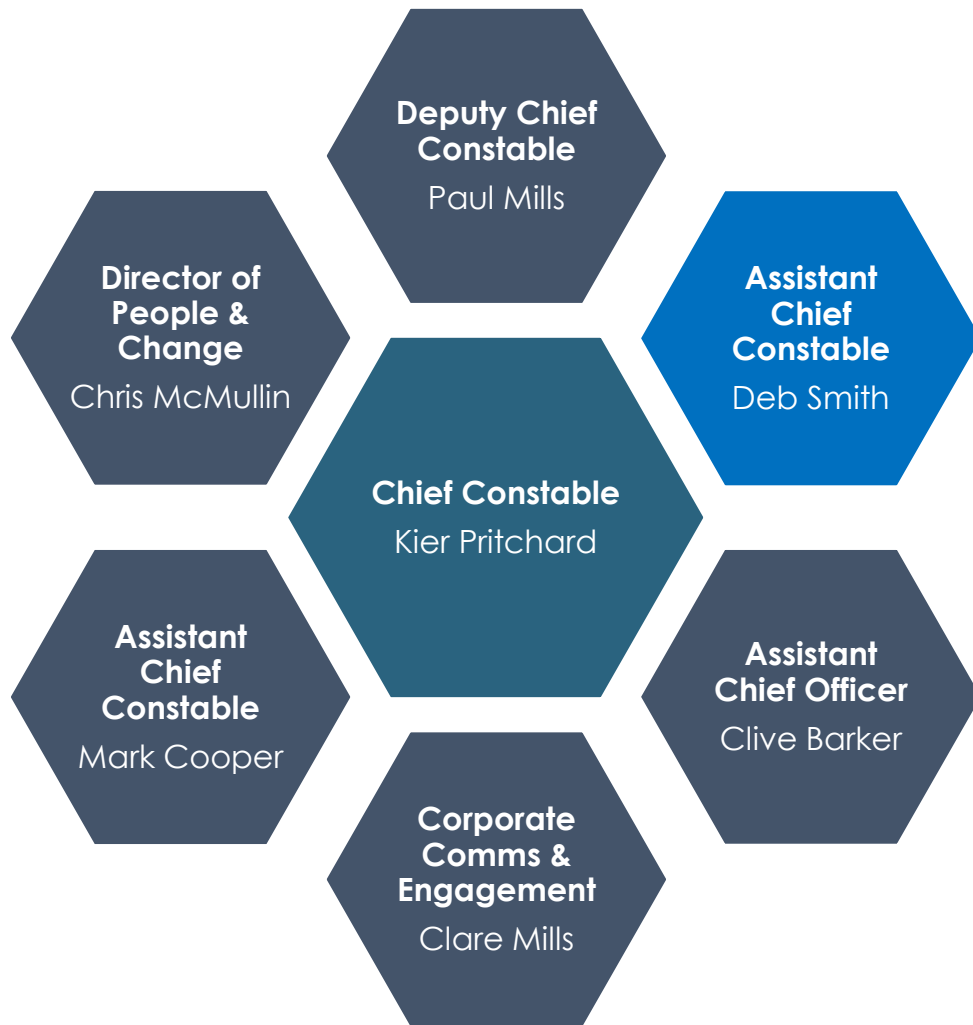 Deputy Chief
Constable
Paul Mills
Director of
People &
Change
Chris McMullin
Assistant
Chief
Constable
Deb Smith
Chief Constable
Kier Pritchard
Assistant
Chief
Constable
Mark Cooper
Assistant
Chief Officer
Clive Barker
Corporate
Comms &
Engagement
Clare Mills